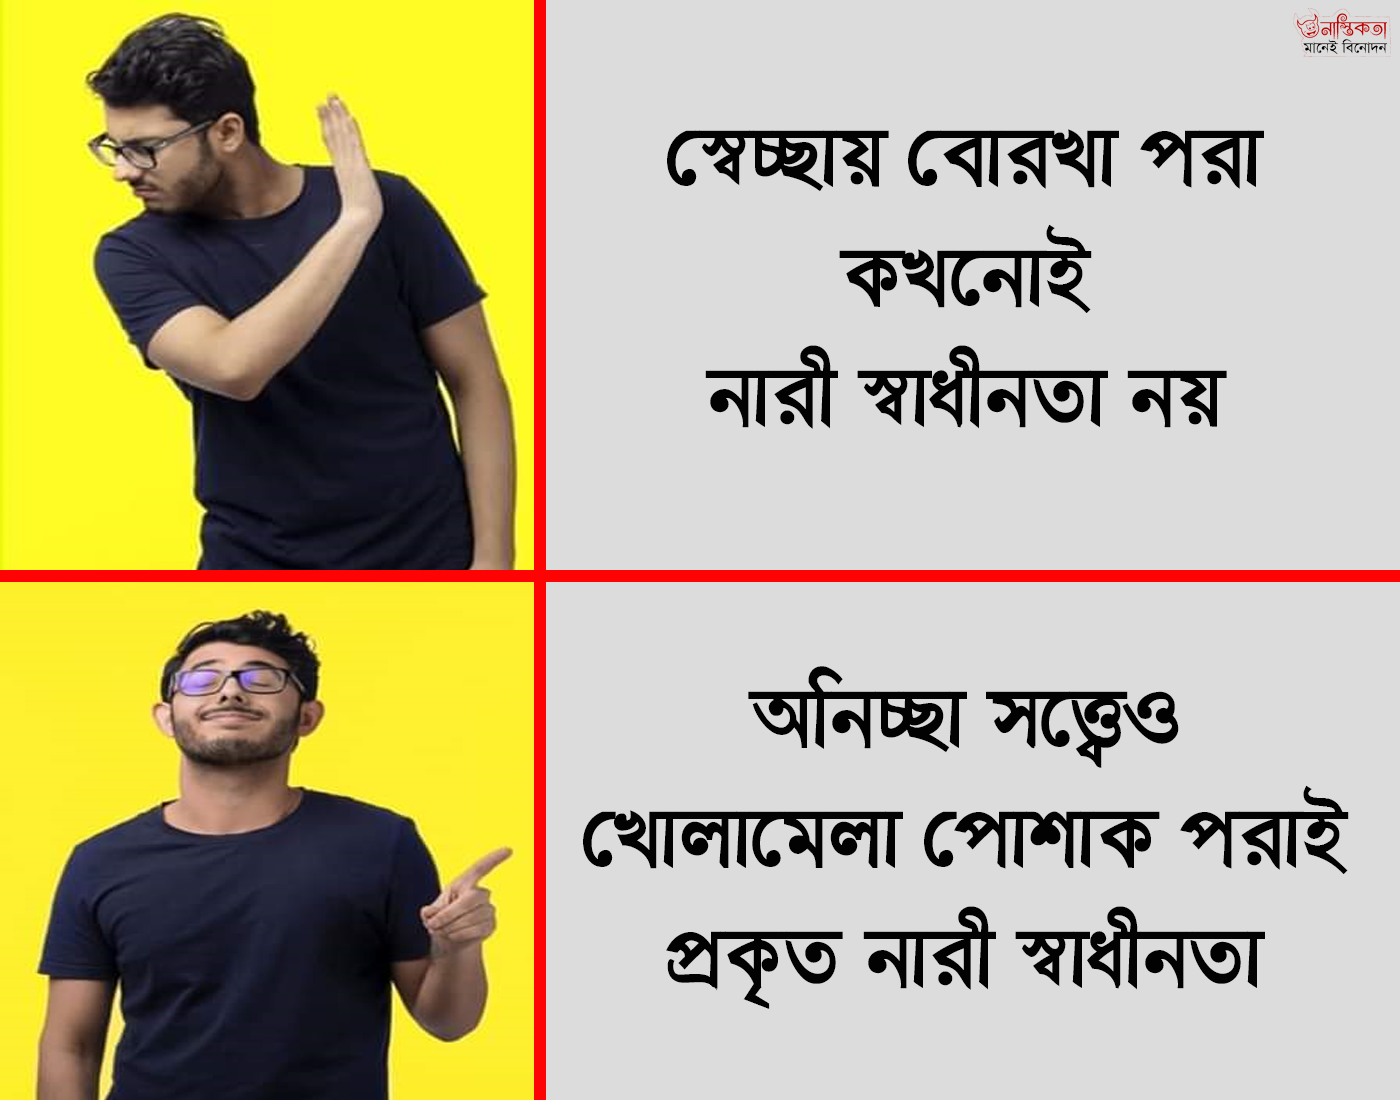 নাস্তিকতা
মানেই বিনোদন
স্বেচ্ছায় বোরখা পরা
কখনোই
নারী স্বাধীনতা নয়
অনিচ্ছা সত্ত্বেও
খোলামেলা পোশাক পরাই
প্রকৃত নারী স্বাধীনতা